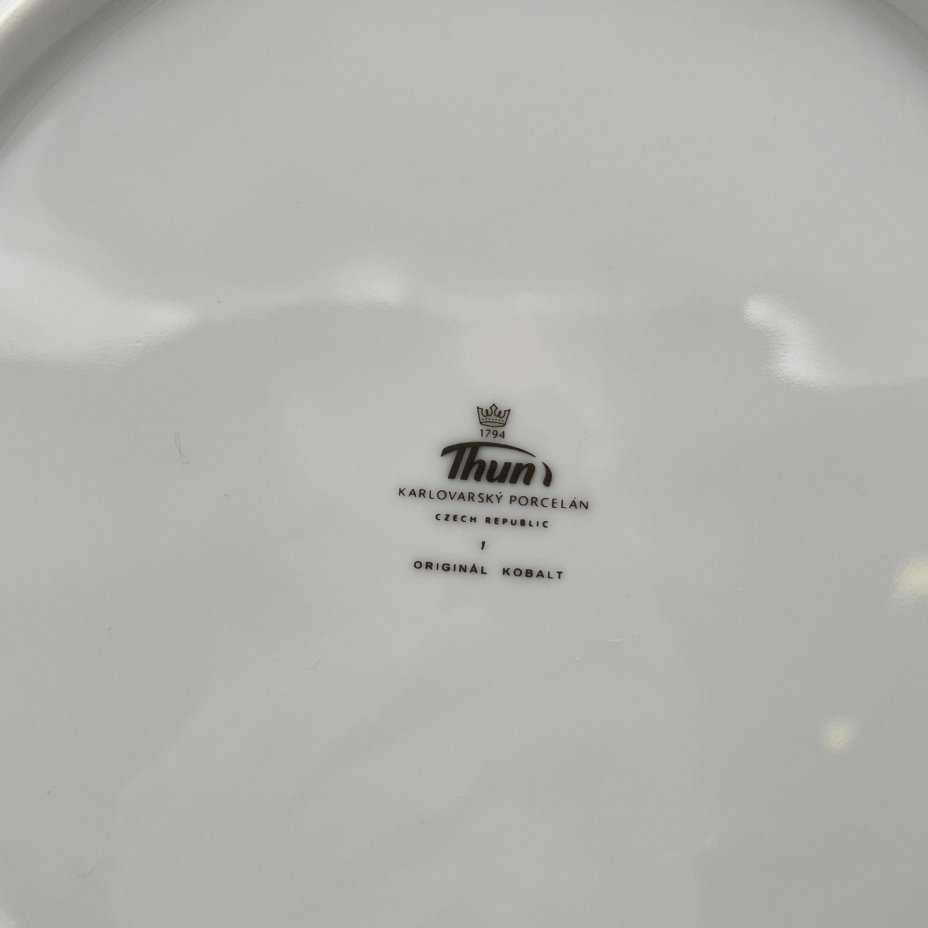 1794
Thun
KARLOVARSKÝ PORCELÁN
CZECH REPUBLIC
1
ORIGINÁL KOBALT